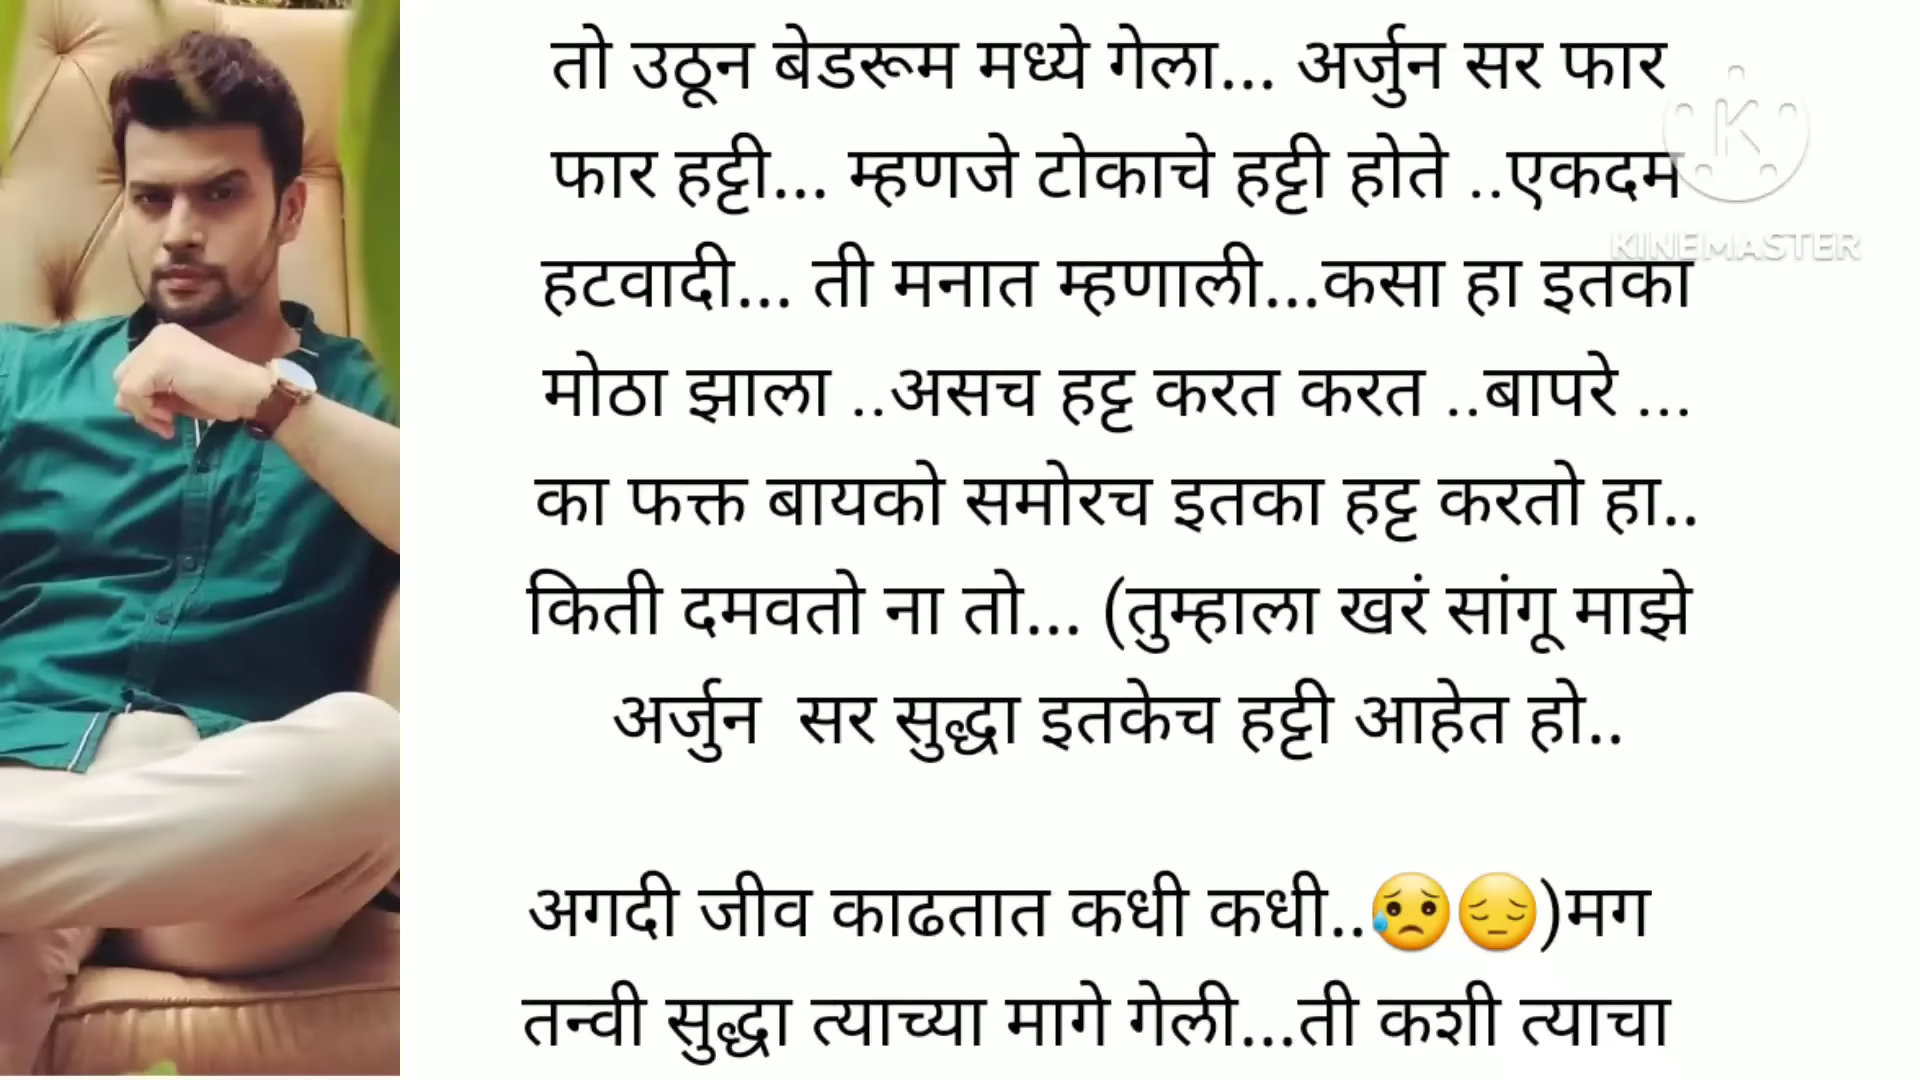 तो उठून बेडरूम मध्ये गेला... अर्जुन सर फार
फार हट्टी... म्हणजे टोकाचे हट्टी होते ..एकदम
हटवादी... ती मनात म्हणाली...कसा हा इतका
मोठा झाला ..असच हट्ट करत करत ..बापरे ...
का फक्त बायको समोरच इतका हट्ट करतो हा..
किती दमवतो ना तो... (तुम्हाला खरं सांगू माझे
अर्जुन  सर सुद्धा इतकेच हट्टी आहेत हो..
अगदी जीव काढतात कधी कधी..😥😔)मग
तन्वी सुद्धा त्याच्या मागे गेली...ती कशी त्याचा
K
KINEMASTER